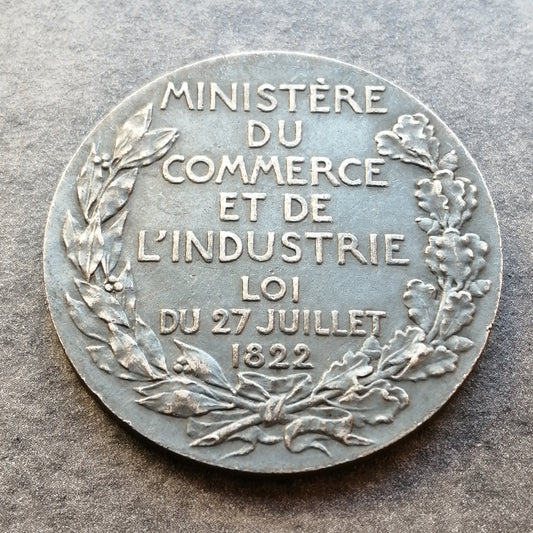 MINISTÈRE
DU
COMMERCE
ET DE
L'INDUSTRIE
LOI
DU 27 JUILLET
1822